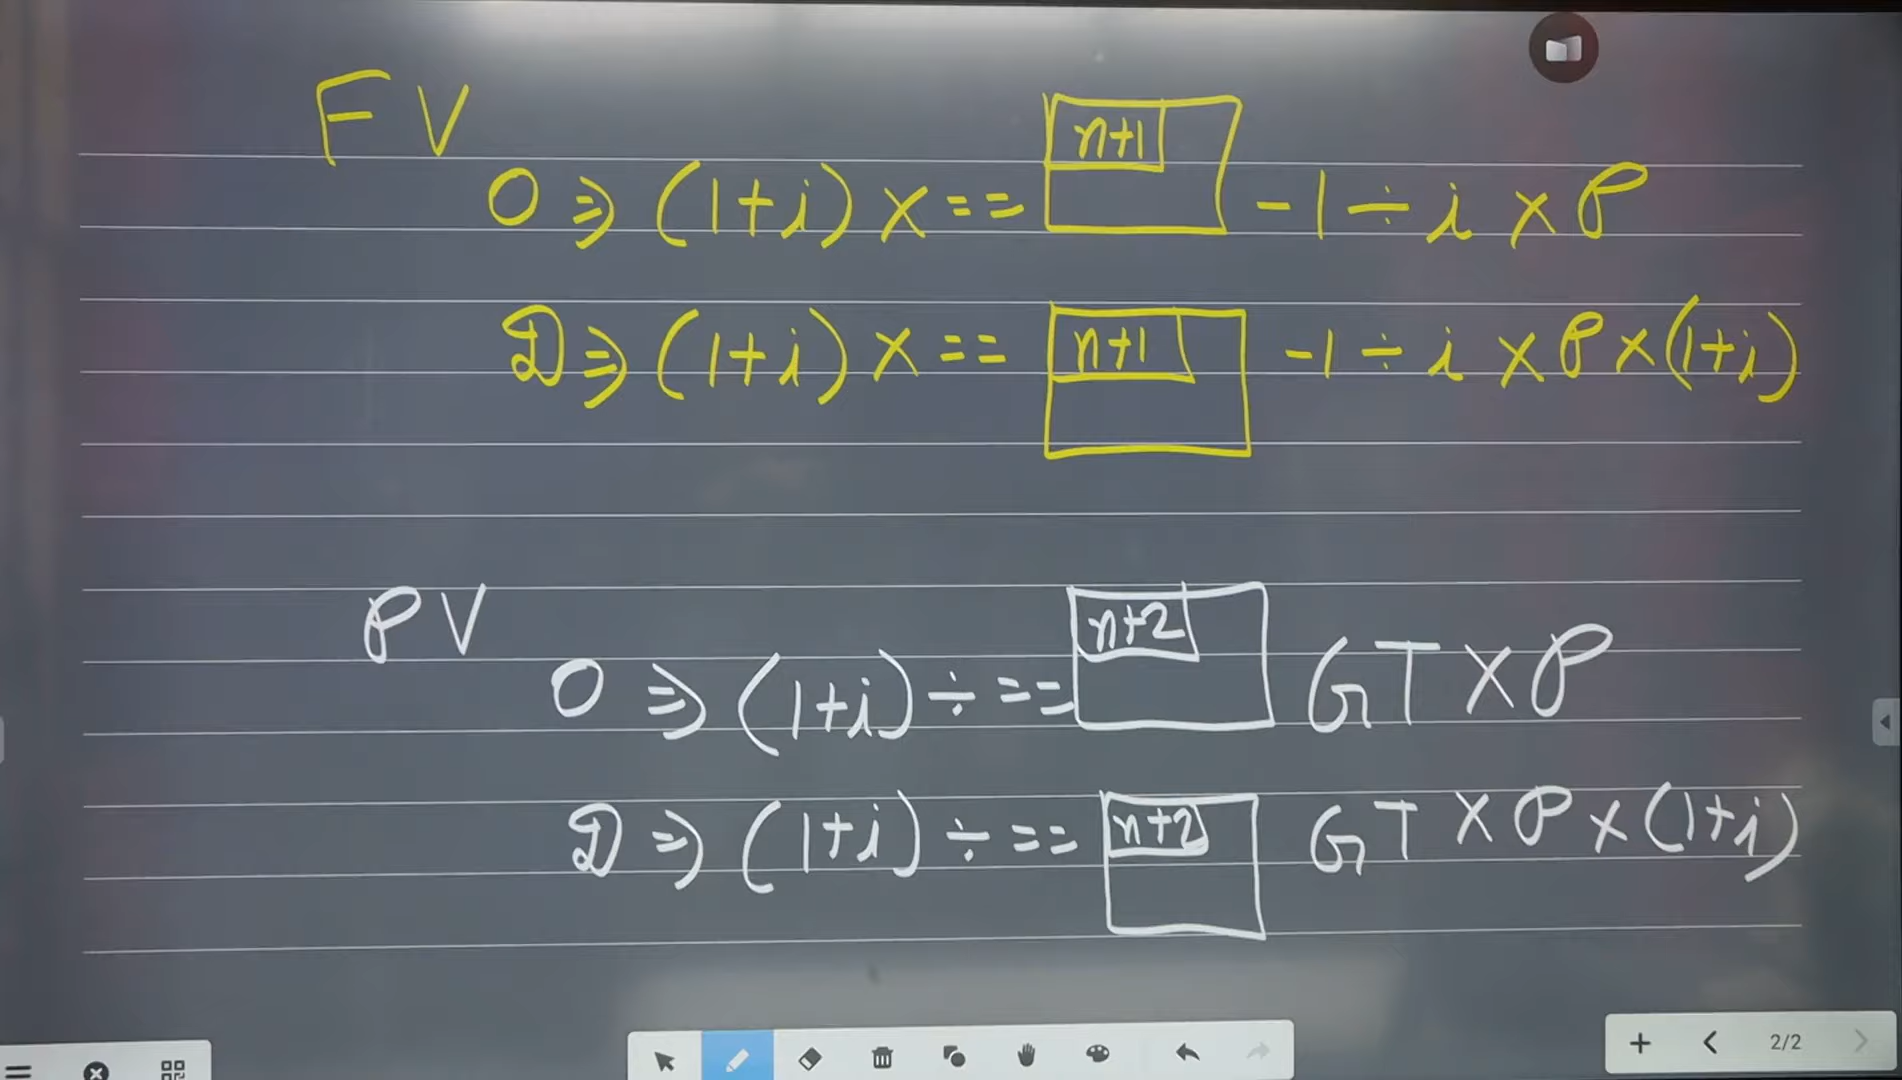 FV
O ⇒ (1+i) × == n+1 -1 ÷ i × P
D ⇒ (1+i) × == n+1 -1 ÷ i × P × (1+i)
PV
O ⇒ (1+i) ÷ == n+2 GT × P
D ⇒ (1+i) ÷ == n+2 GT × P × (1+i)
2/2